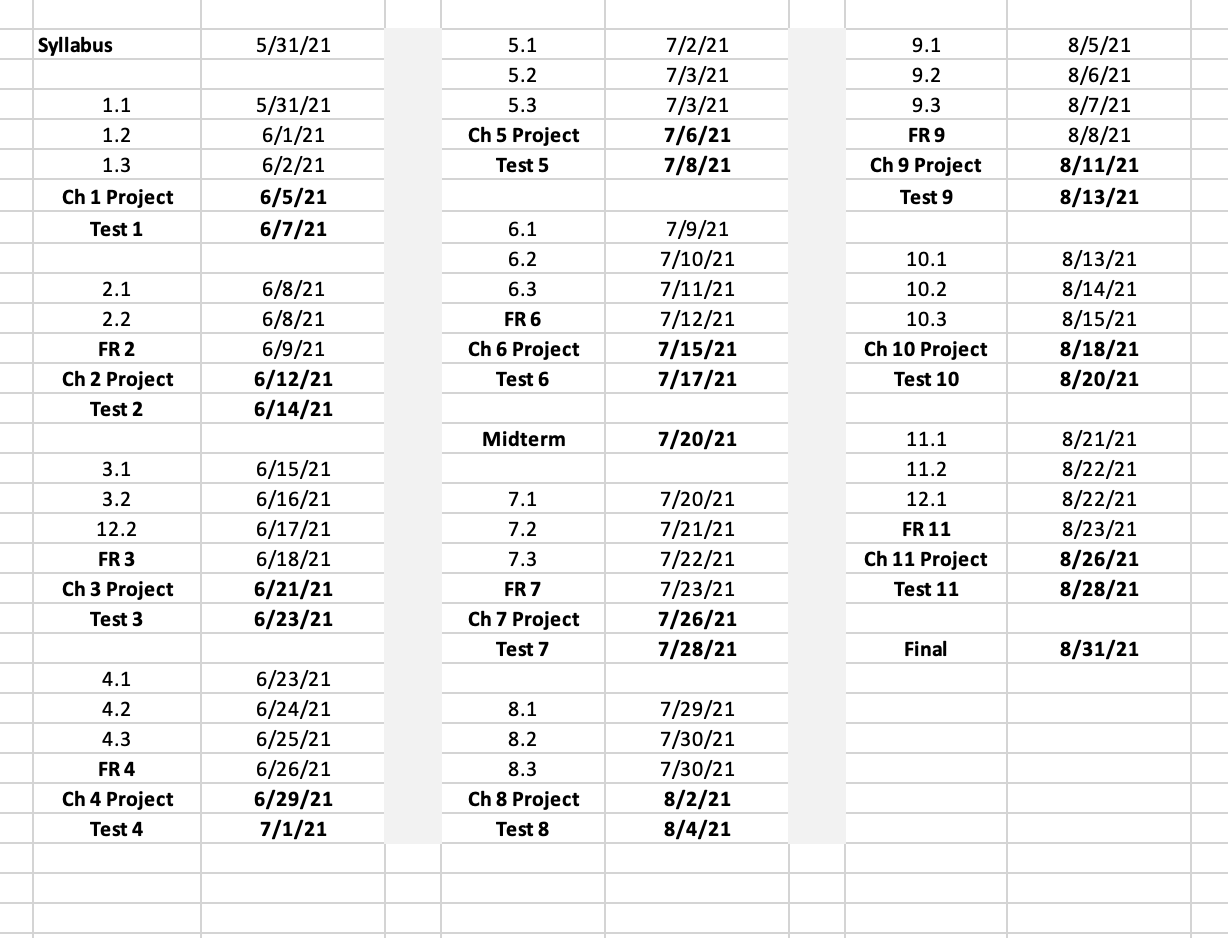 Syllabus 5/31/21
1.1 5/31/21
1.2 6/1/21
1.3 6/2/21
Ch 1 Project 6/5/21
Test 1 6/7/21
2.1 6/8/21
2.2 6/8/21
FR 2 6/9/21
Ch 2 Project 6/12/21
Test 2 6/14/21
3.1 6/15/21
3.2 6/16/21
12.2 6/17/21
FR 3 6/18/21
Ch 3 Project 6/21/21
Test 3 6/23/21
4.1 6/23/21
4.2 6/24/21
4.3 6/25/21
FR 4 6/26/21
Ch 4 Project 6/29/21
Test 4 7/1/21
5.1 7/2/21
5.2 7/3/21
5.3 7/3/21
Ch 5 Project 7/6/21
Test 5 7/8/21
6.1 7/9/21
6.2 7/10/21
6.3 7/11/21
FR 6 7/12/21
Ch 6 Project 7/15/21
Test 6 7/17/21
Midterm 7/20/21
7.1 7/20/21
7.2 7/21/21
7.3 7/22/21
FR 7 7/23/21
Ch 7 Project 7/26/21
Test 7 7/28/21
8.1 7/29/21
8.2 7/30/21
8.3 7/30/21
Ch 8 Project 8/2/21
Test 8 8/4/21
9.1 8/5/21
9.2 8/6/21
9.3 8/7/21
FR 9 8/8/21
Ch 9 Project 8/11/21
Test 9 8/13/21
10.1 8/13/21
10.2 8/14/21
10.3 8/15/21
Ch 10 Project 8/18/21
Test 10 8/20/21
11.1 8/21/21
11.2 8/22/21
12.1 8/22/21
FR 11 8/23/21
Ch 11 Project 8/26/21
Test 11 8/28/21
Final 8/31/21